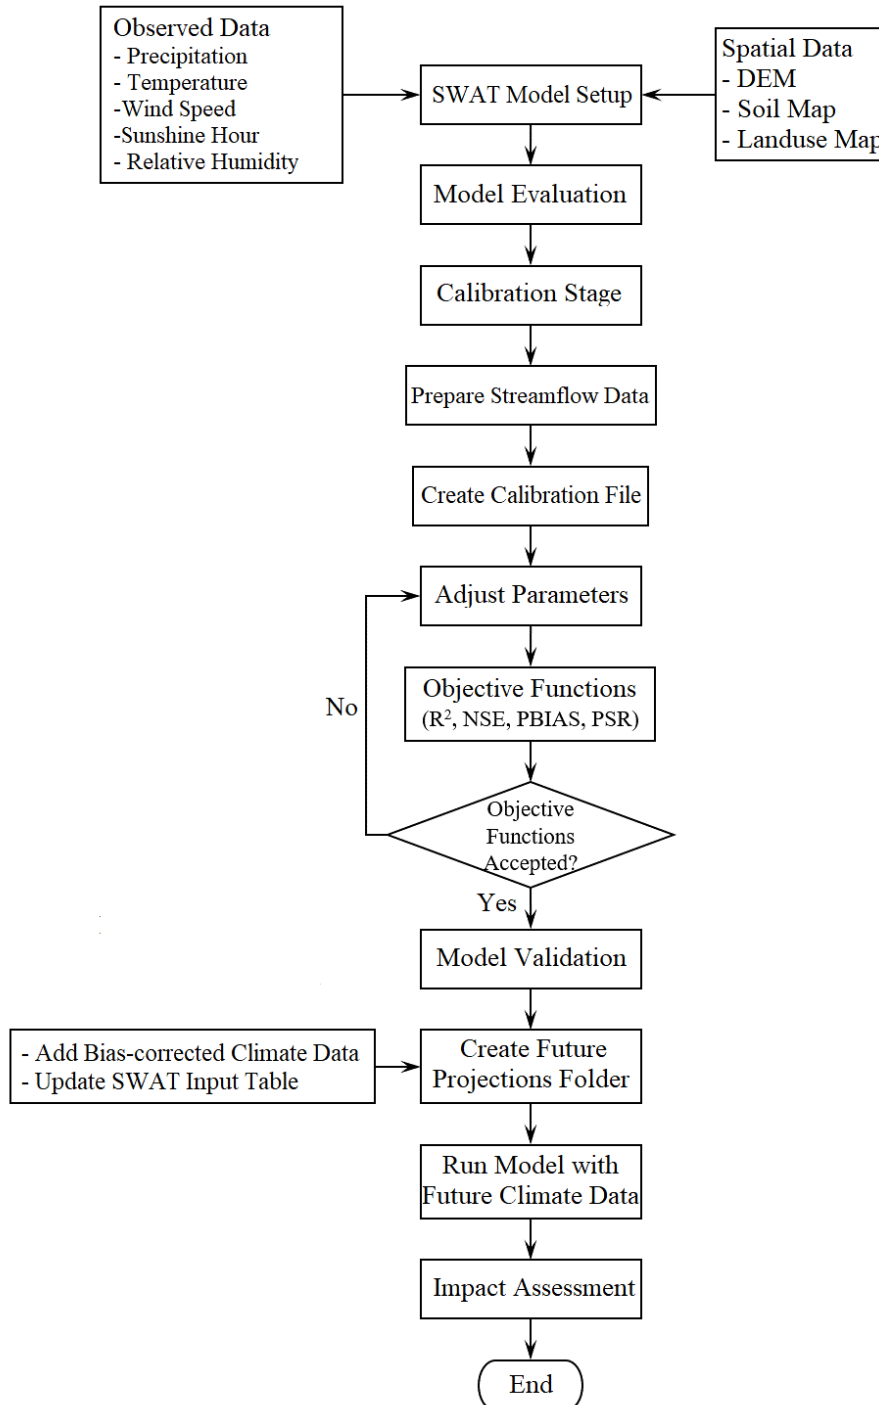 Observed Data
- Precipitation
- Temperature
-Wind Speed
-Sunshine Hour
- Relative Humidity
Spatial Data
- DEM
- Soil Map
- Landuse Map
SWAT Model Setup
Model Evaluation
Calibration Stage
Prepare Streamflow Data
Create Calibration File
Adjust Parameters
Objective Functions
(R², NSE, PBIAS, PSR)
No
Objective
Functions
Accepted?
Yes
Model Validation
- Add Bias-corrected Climate Data
- Update SWAT Input Table
Create Future
Projections Folder
Run Model with
Future Climate Data
Impact Assessment
End